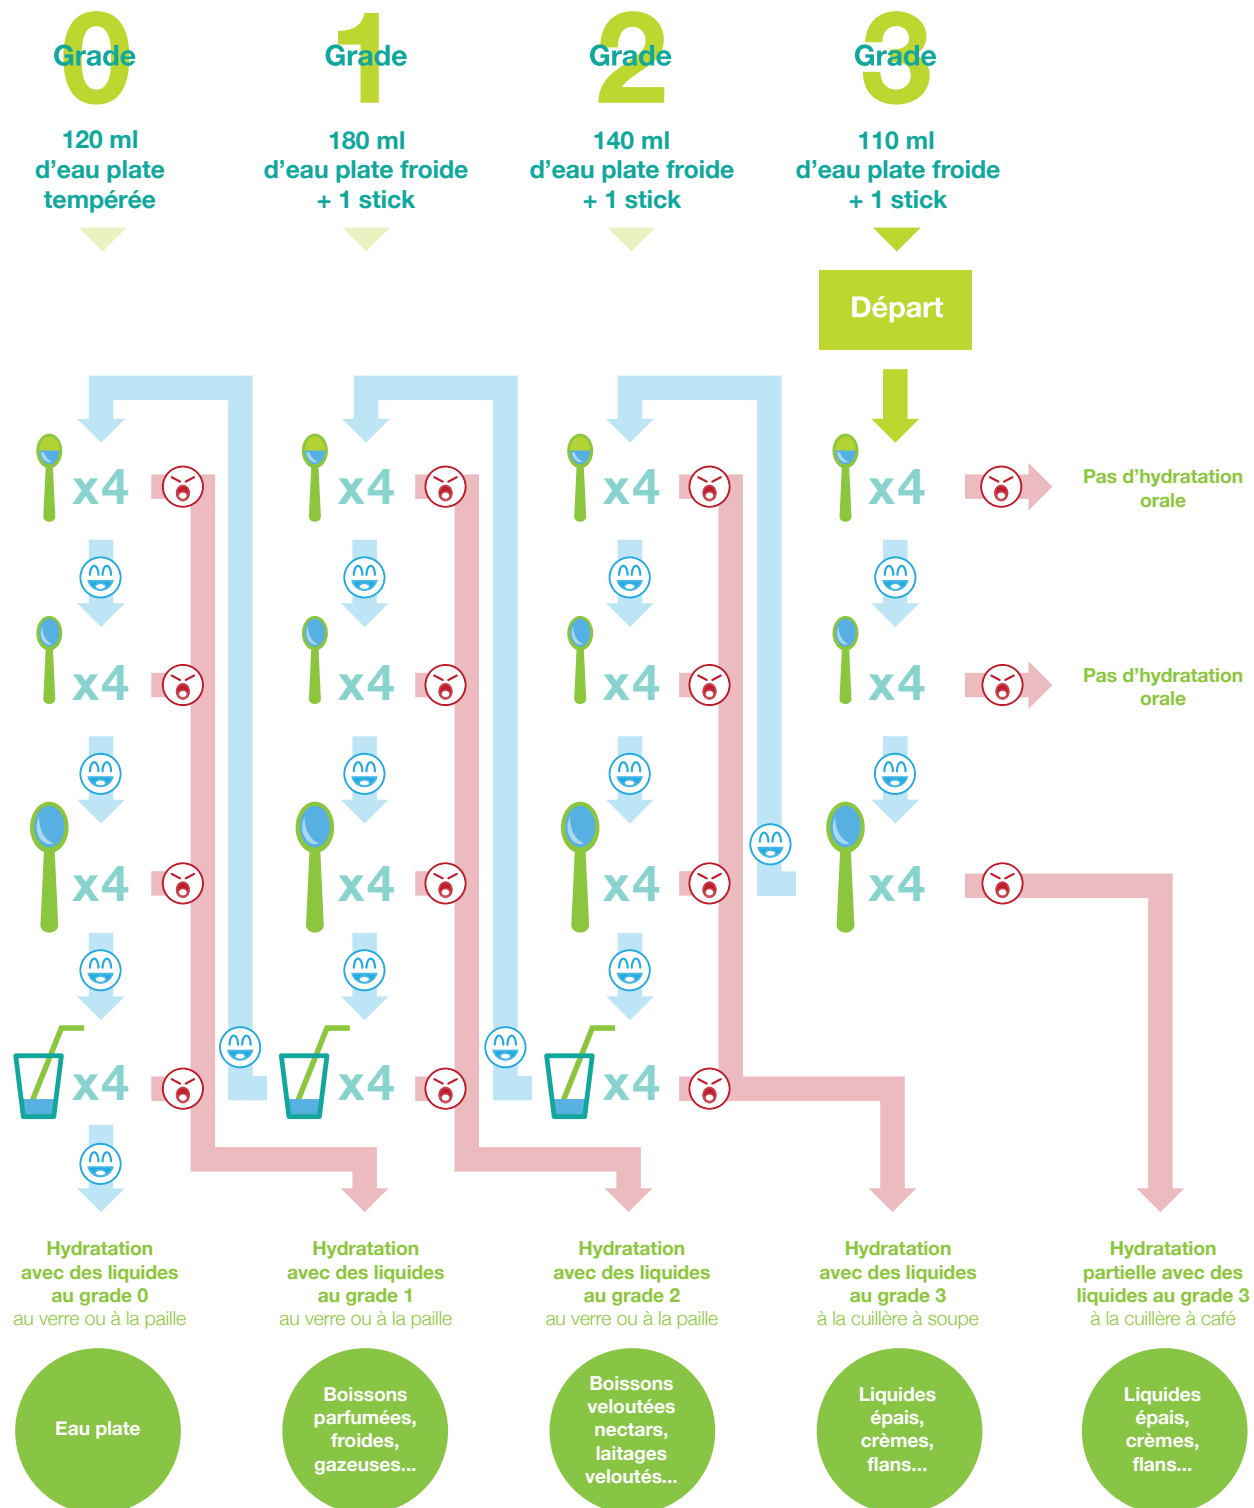 0
Grade
1
Grade
2
Grade
3
Grade
120 ml
d'eau plate
tempérée
180 ml
d'eau plate froide
+ 1 stick
140 ml
d'eau plate froide
+ 1 stick
110 ml
d'eau plate froide
+ 1 stick
Départ
x4
x4
x4
x4
Pas d'hydratation
orale
x4
x4
x4
x4
Pas d'hydratation
orale
x4
x4
x4
x4
x4
x4
x4
Hydratation
avec des liquides
au grade 0
au verre ou à la paille
Hydratation
avec des liquides
au grade 1
au verre ou à la paille
Hydratation
avec des liquides
au grade 2
au verre ou à la paille
Hydratation
avec des liquides
au grade 3
à la cuillère à soupe
Hydratation
partielle avec des
liquides au grade 3
à la cuillère à café
Eau plate
Boissons
parfumées,
froides,
gazeuses...
Boissons
veloutées
nectars,
laitages
veloutés...
Liquides
épais,
crèmes,
flans...
Liquides
épais,
crèmes,
flans...